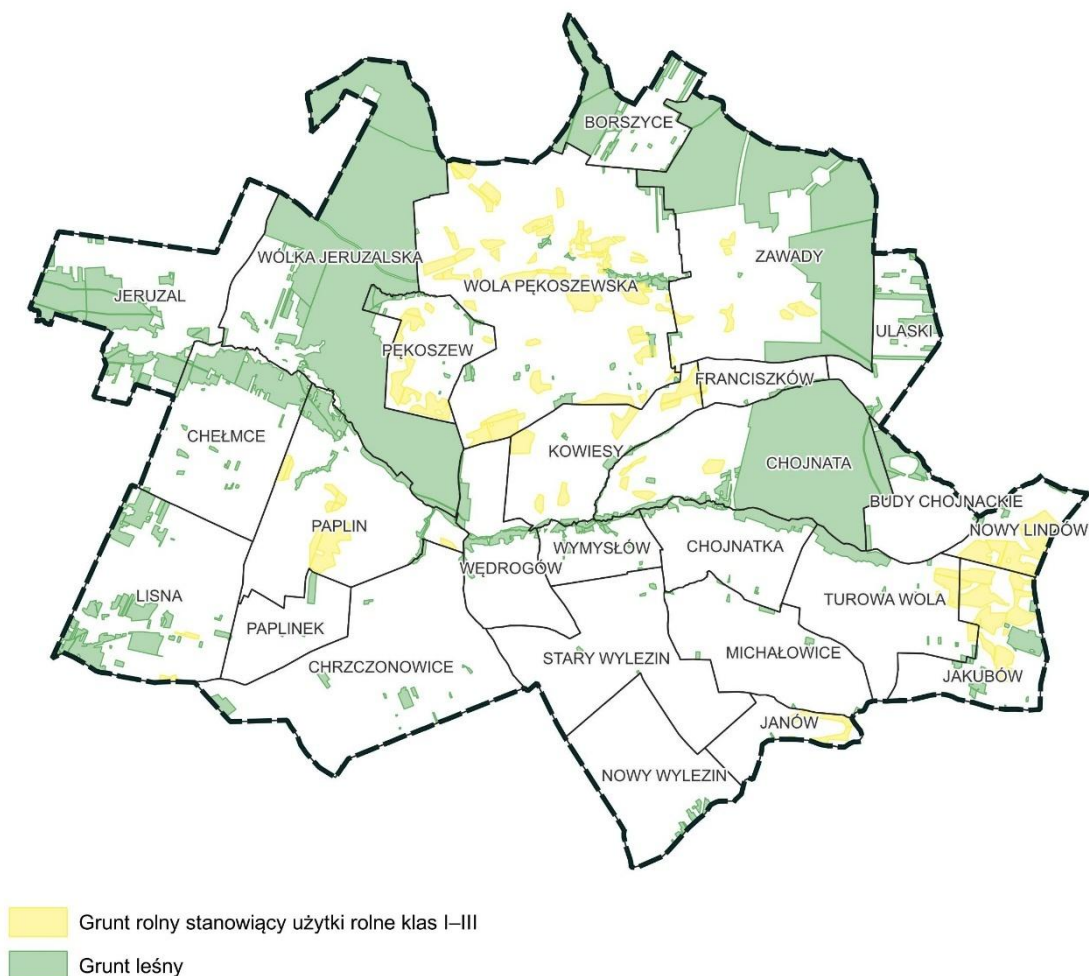 BORSZYCE
WÓLKA JERUZALSKA
ZAWADY
WOLA PĘKOSZEWSKA
JERUZAL
ULASKI
PĘKOSZEW
FRANCISZKÓW
CHEŁMCE
KOWIESY
CHOJNATA
BUDY CHOJNACKIE
PAPLIN
NOWY LINDÓW
WYMYSŁÓW
CHOJNATKA
WĘDROGÓW
LISNA
TUROWA WOLA
PAPLINEK
STARY WYLEZIN
MICHAŁOWICE
CHRZCZONOWICE
JAKUBÓW
JANÓW
NOWY WYLEZIN
Grunt rolny stanowiący użytki rolne klas I–III
Grunt leśny